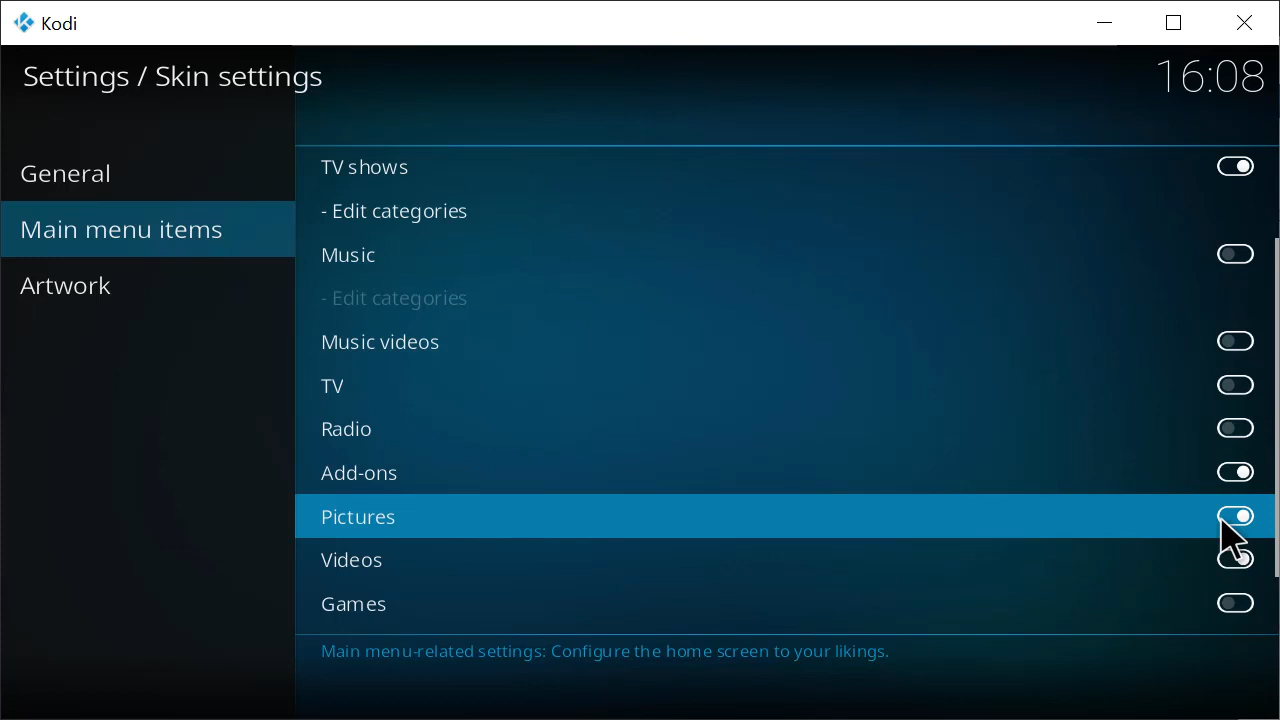 Kodi
Settings / Skin settings
16:08
General
Main menu items
Artwork
TV shows
- Edit categories
Music
- Edit categories
Music videos
TV
Radio
Add-ons
Pictures
Videos
Games
Main menu-related settings: Configure the home screen to your likings.